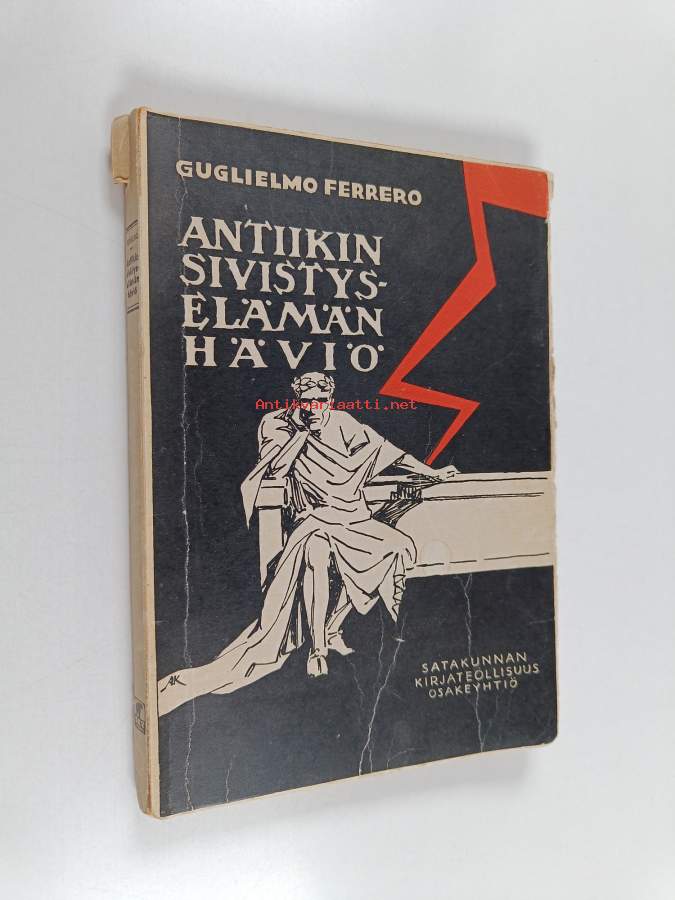 GUGLIELMO FERRERO
ANTIIKIN
SIVISTYS-
ELÄMÄN
HÄVIÖ
Antikvariaatti.net
AK
SATAKUNNAN
KIRJATEOLLISUUS
OSAKEYHTIÖ